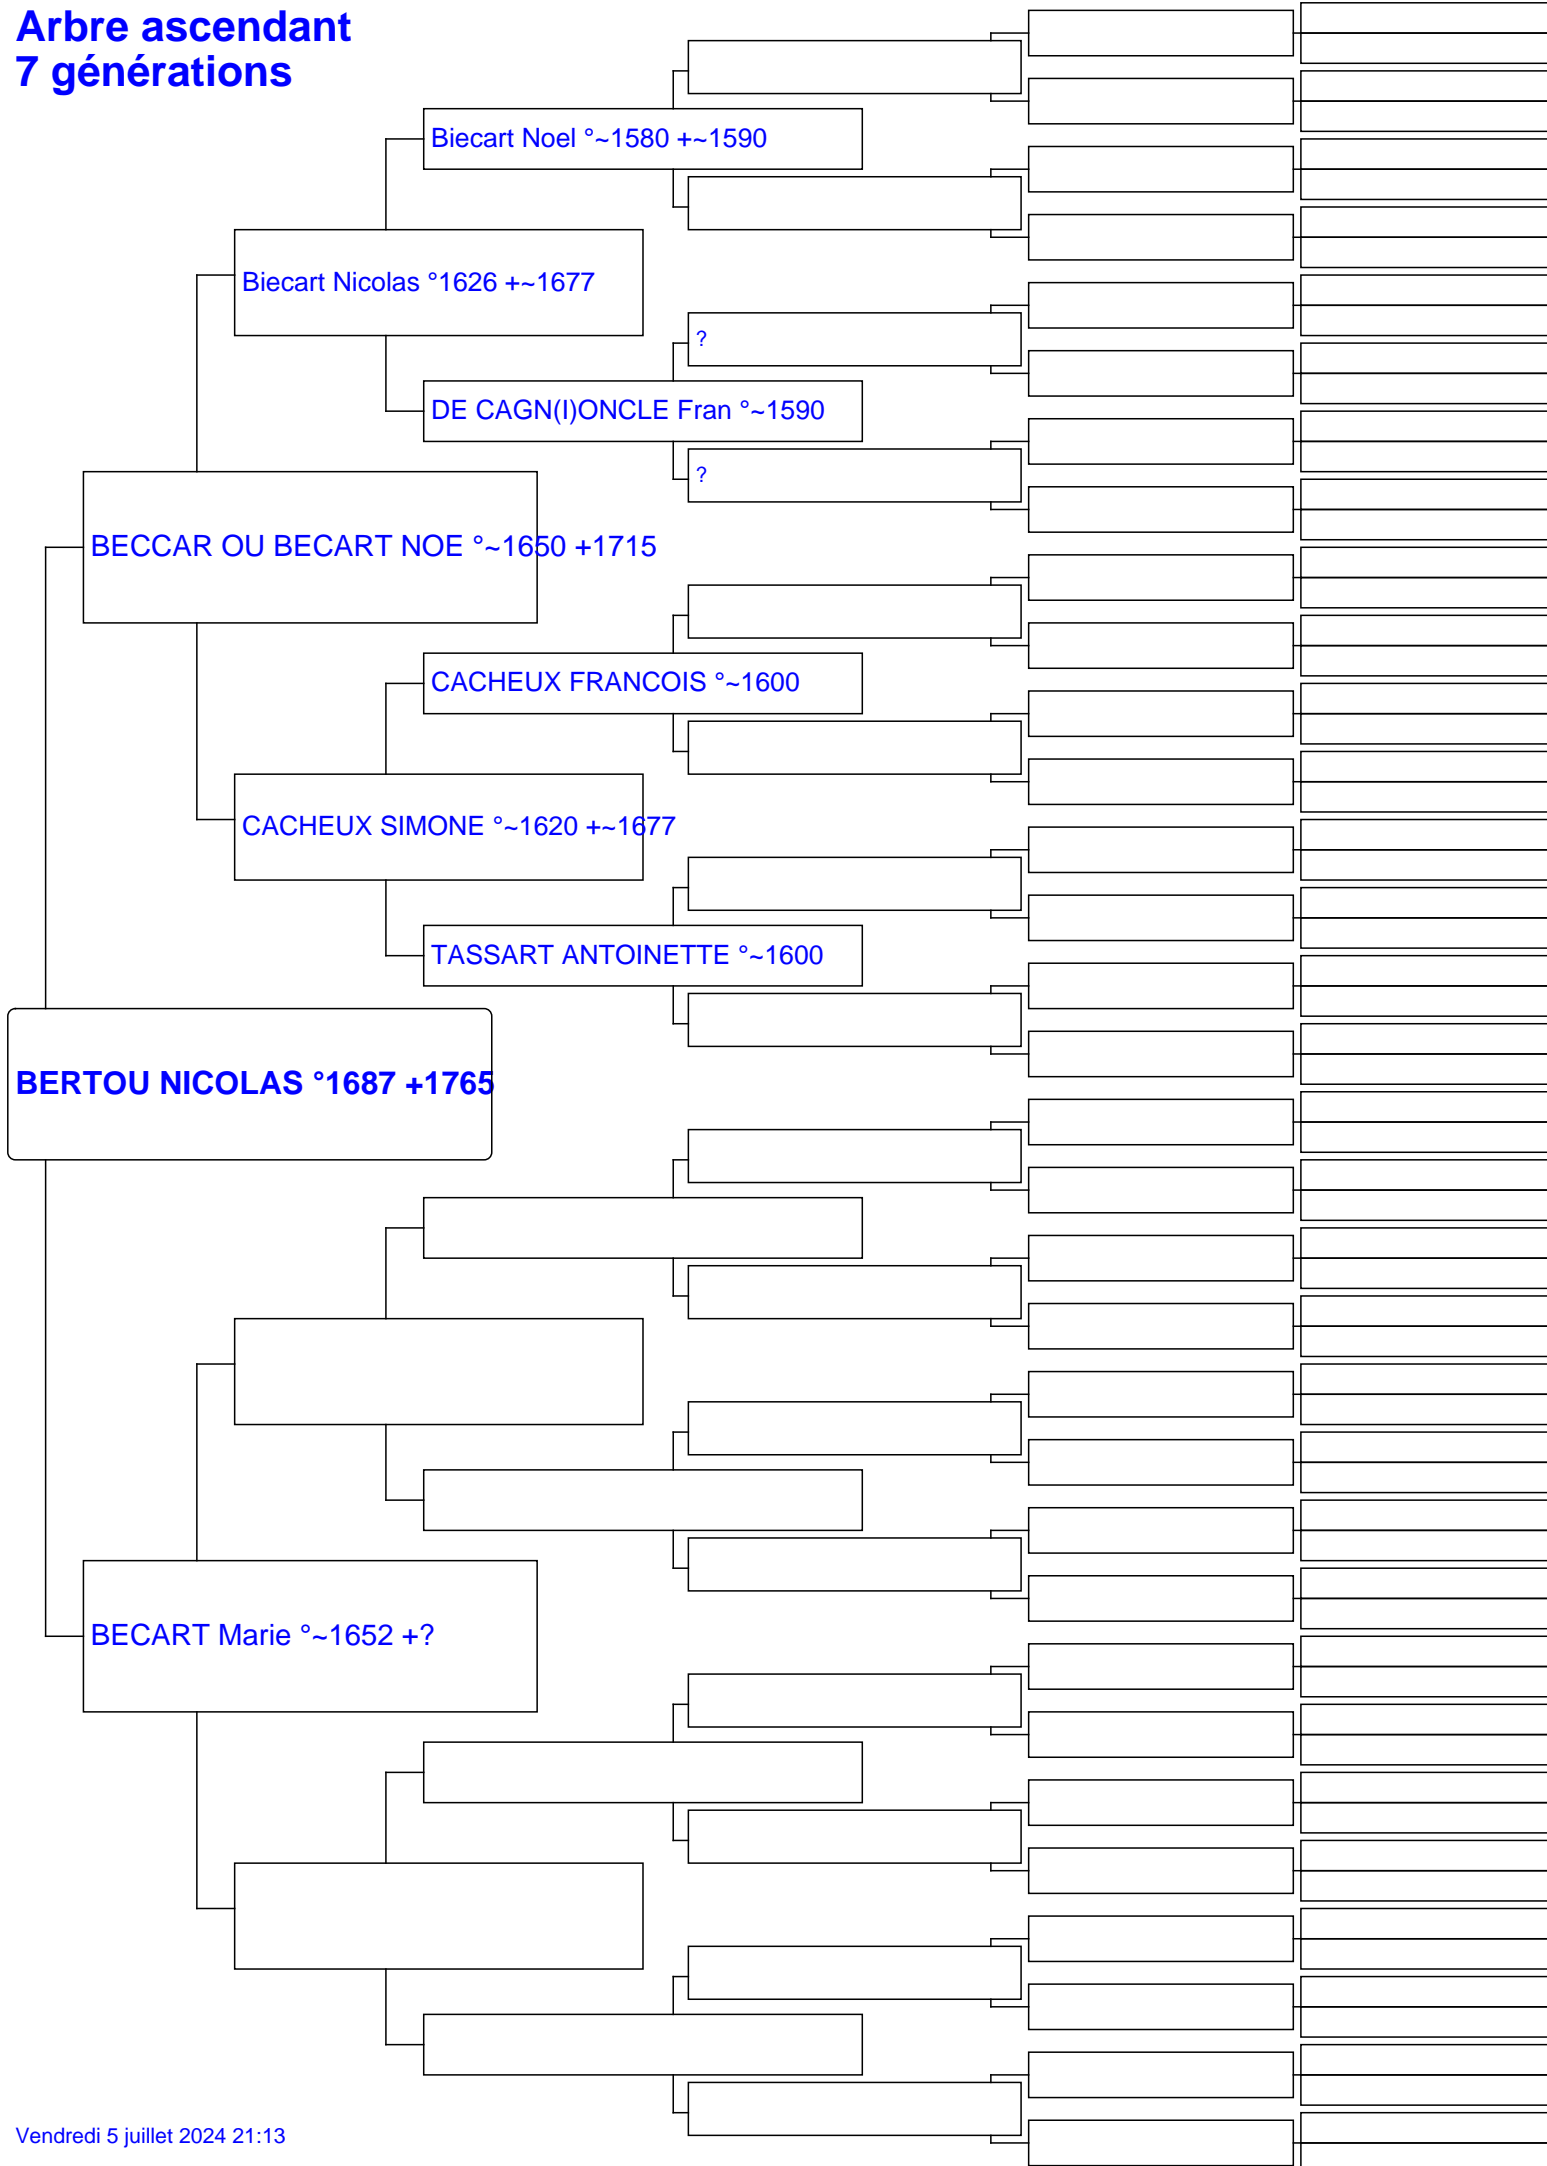 Arbre ascendant
7 générations
Biecart Noel °~1580 +~1590
Biecart Nicolas °1626 +~1677
?
DE CAGN(I)ONCLE Fran °~1590
?
BECCAR OU BECART NOE °~1650 +1715
CACHEUX FRANCOIS °~1600
CACHEUX SIMONE °~1620 +~1677
TASSART ANTOINETTE °~1600
BERTOU NICOLAS °1687 +1765
BECART Marie °~1652 +?
Vendredi 5 juillet 2024 21:13